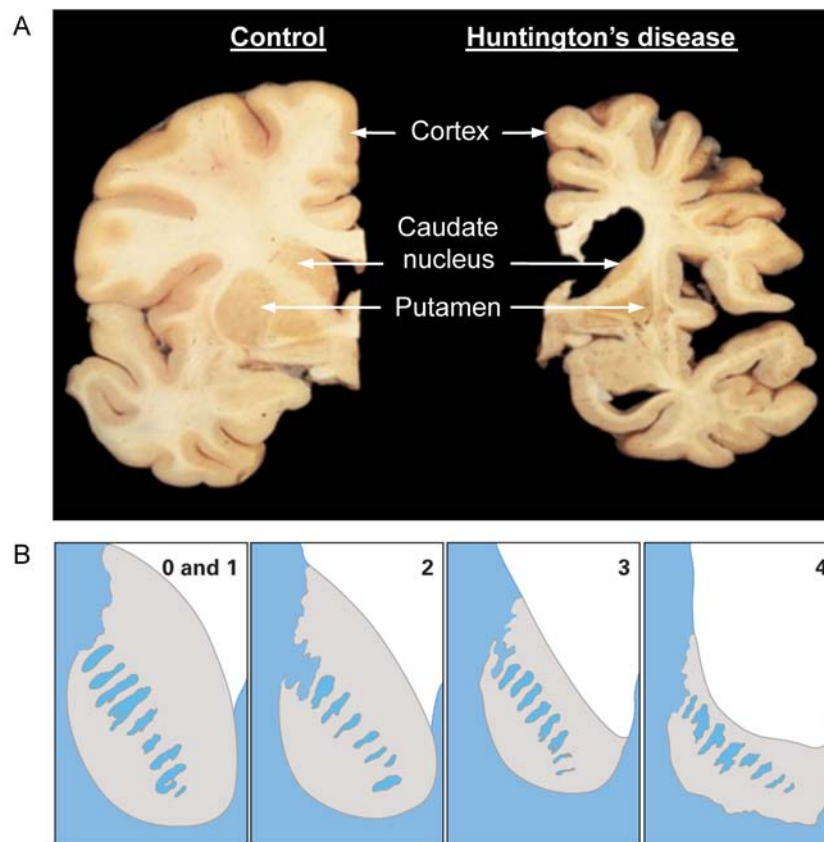 A
Control
Huntington's disease
Cortex
Caudate
nucleus
Putamen
B
0 and 1
2
3
4